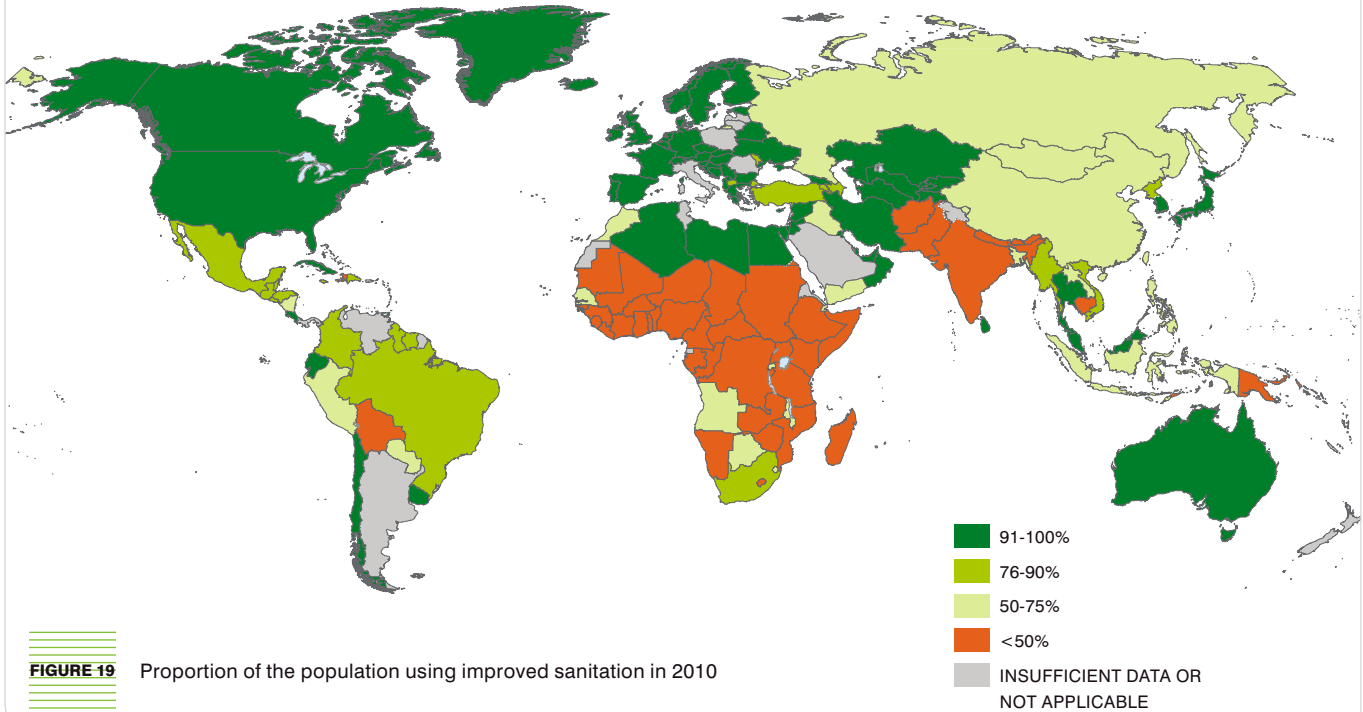 91-100%
76-90%
50-75%
<50%
INSUFFICIENT DATA OR
NOT APPLICABLE
FIGURE 19 Proportion of the population using improved sanitation in 2010